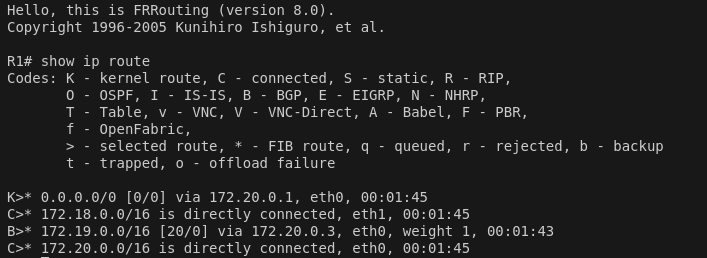 Hello, this is FRRouting (version 8.0).
Copyright 1996-2005 Kunihiro Ishiguro, et al.

R1# show ip route
Codes: K - kernel route, C - connected, S - static, R - RIP,
       O - OSPF, I - IS-IS, B - BGP, E - EIGRP, N - NHRP,
       T - Table, v - VNC, V - VNC-Direct, A - Babel, F - PBR,
       f - OpenFabric,
       > - selected route, * - FIB route, q - queued, r - rejected, b - backup
       t - trapped, o - offload failure

K>* 0.0.0.0/0 [0/0] via 172.20.0.1, eth0, 00:01:45
C>* 172.18.0.0/16 is directly connected, eth1, 00:01:45
B>* 172.19.0.0/16 [20/0] via 172.20.0.3, eth0, weight 1, 00:01:43
C>* 172.20.0.0/16 is directly connected, eth0, 00:01:45